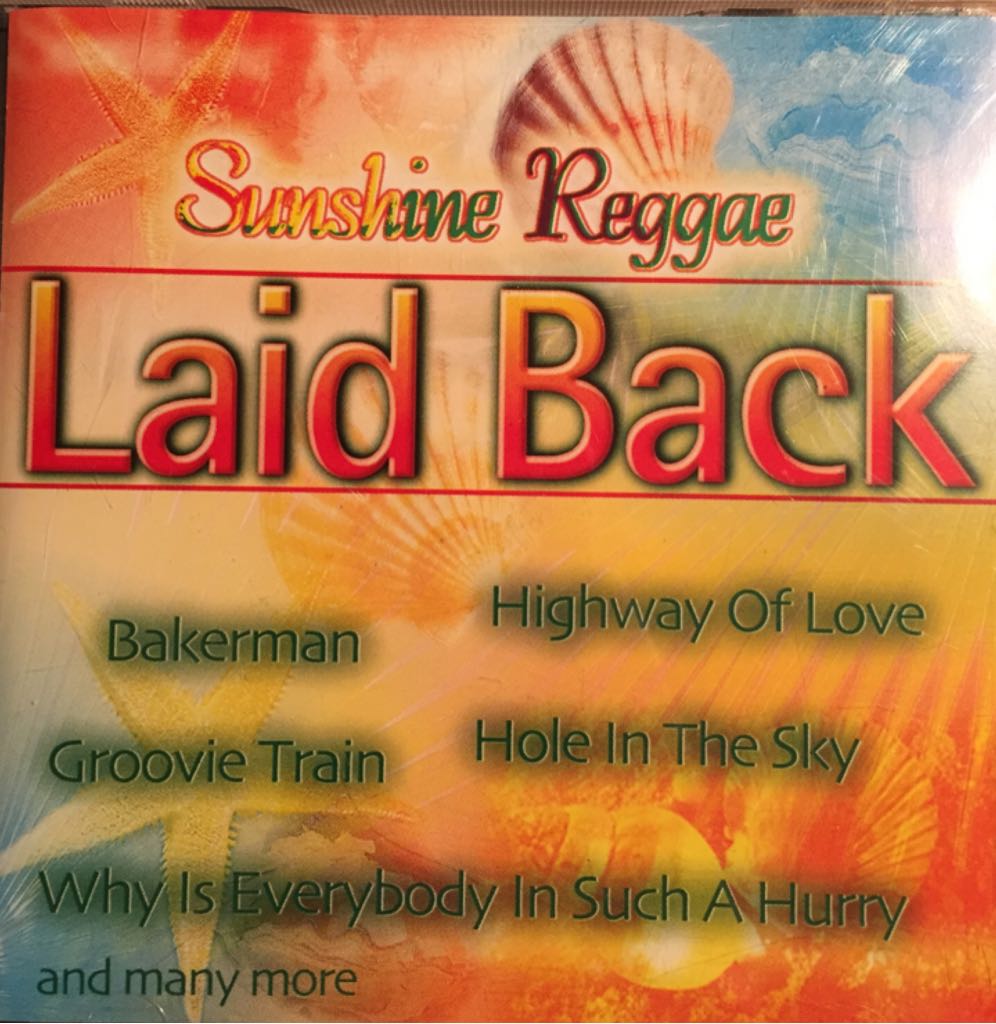 Sunshine Reggae
Laid Back
Bakerman
Highway Of Love
Groovie Train
Hole In The Sky
Why Is Everybody In Such A Hurry
and many more